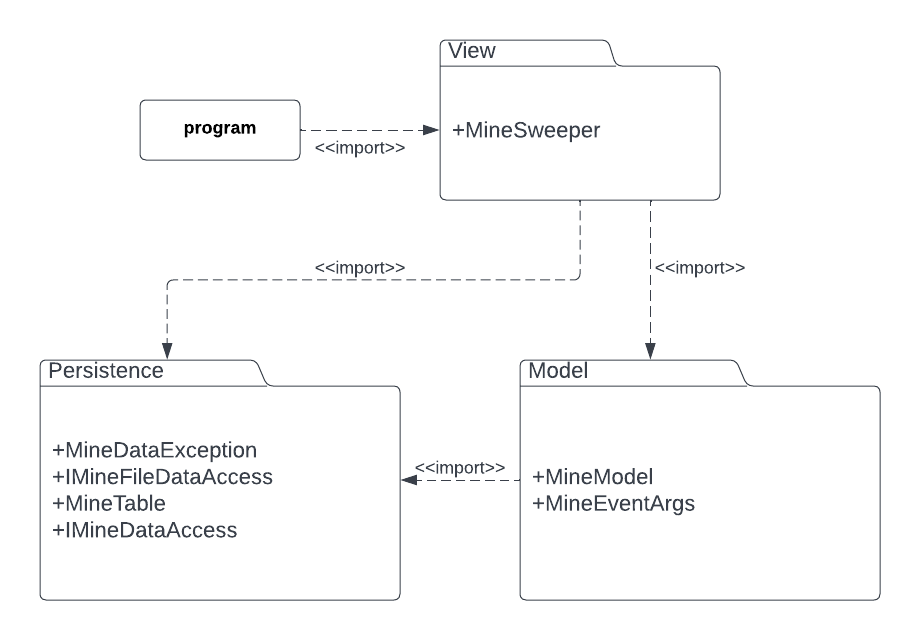 View
program
+MineSweeper
<<import>>
<<import>>
<<import>>
Persistence
Model
+MineDataException
+IMineFileDataAccess
+MineTable
+IMineDataAccess
<<import>>
+MineModel
+MineEventArgs